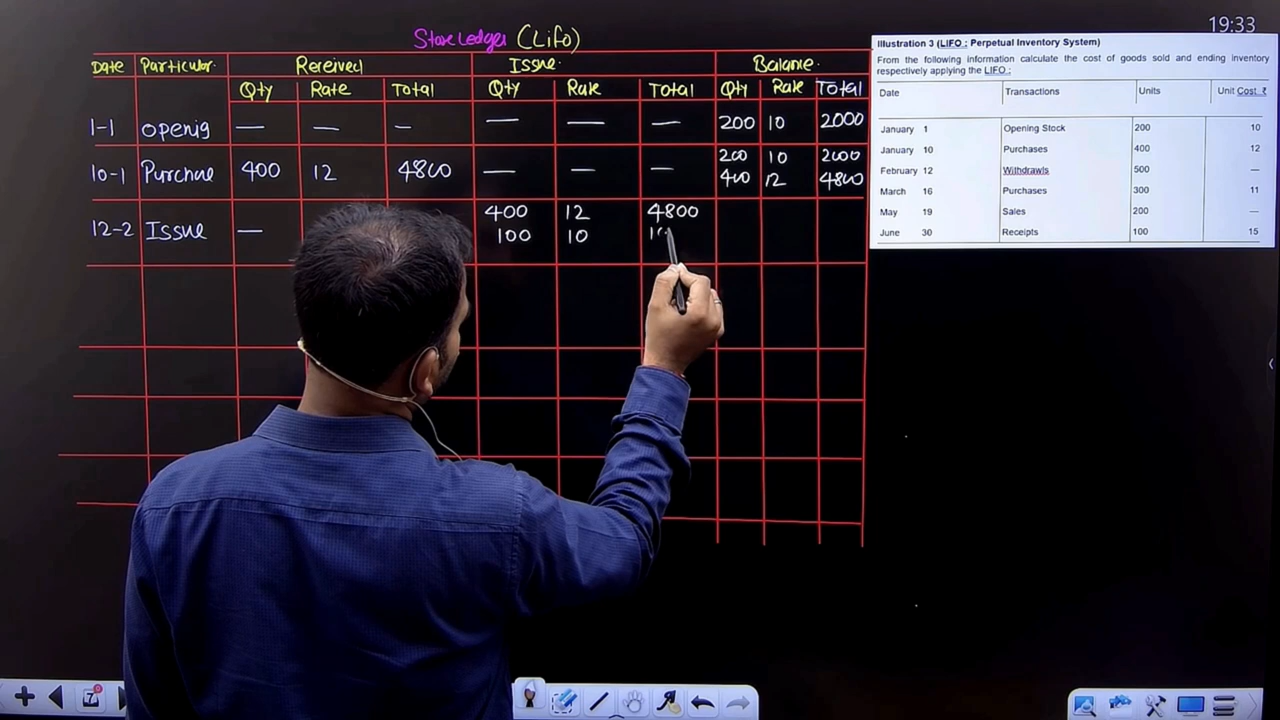 19:33
Store Ledger (Lifo)
Date Particular Received Issue Balance
Qty Rate Total Qty Rate Total Qty Rate Total
1-1 openig — — — — — — 200 10 2000
10-1 Purchae 400 12 4800 — — — 200 10 2000
400 12 4800
12-2 Issue — 400 12 4800
100 10 10
Illustration 3 (LIFO : Perpetual Inventory System)
From the following information calculate the cost of goods sold and ending inventory
respectively applying the LIFO :
Date Transactions Units Unit Cost ₹
January 1 Opening Stock 200 10
January 10 Purchases 400 12
February 12 Withdrawls 500 —
March 16 Purchases 300 11
May 19 Sales 200 —
June 30 Receipts 100 15
7